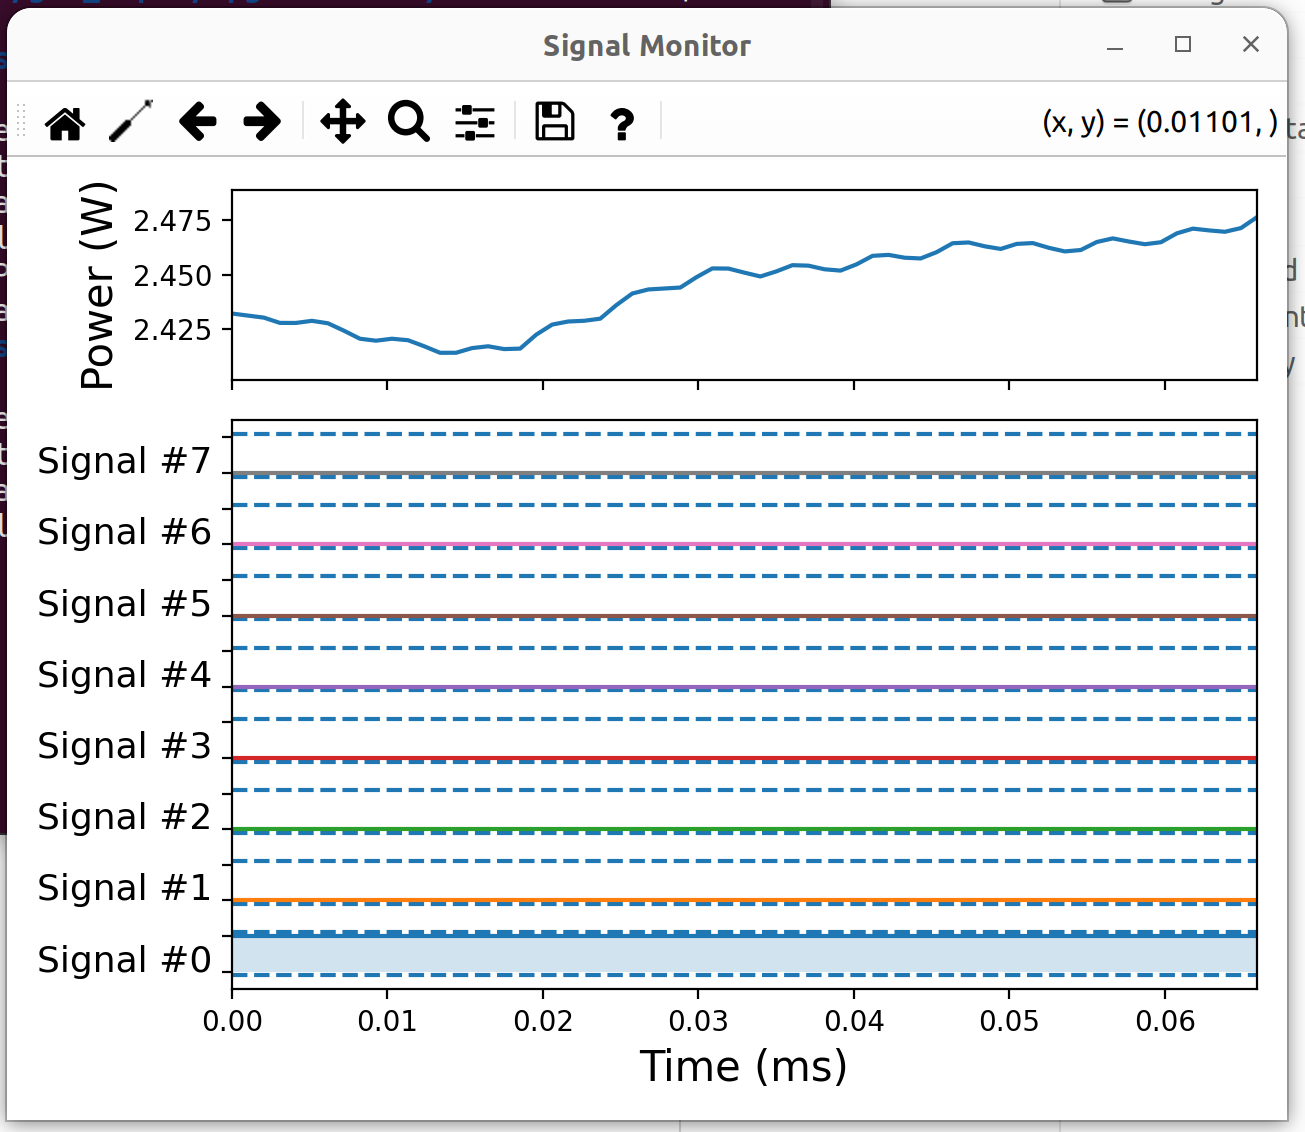 Signal Monitor
(x, y) = (0.01101, )
Power (W)
2.475
2.450
2.425
Signal #7
Signal #6
Signal #5
Signal #4
Signal #3
Signal #2
Signal #1
Signal #0
0.00 0.01 0.02 0.03 0.04 0.05 0.06
Time (ms)